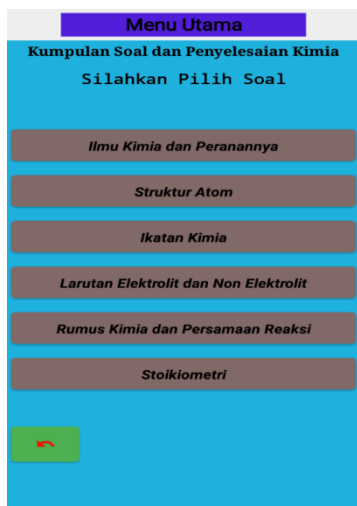 Menu Utama
Kumpulan Soal dan Penyelesaian Kimia
Silahkan Pilih Soal
Ilmu Kimia dan Peranannya
Struktur Atom
Ikatan Kimia
Larutan Elektrolit dan Non Elektrolit
Rumus Kimia dan Persamaan Reaksi
Stoikiometri